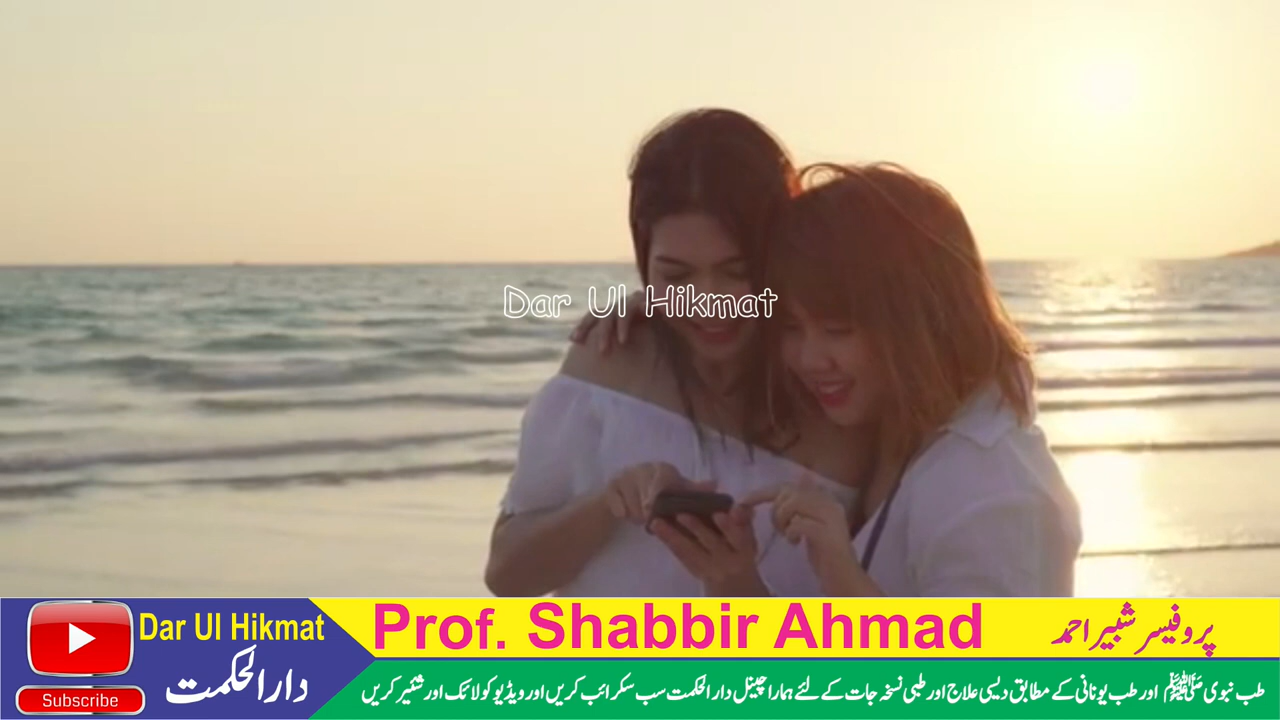 Dar Ul Hikmat
Dar Ul Hikmat
دارالحکمت
Subscribe
Prof. Shabbir Ahmad
پروفیسر شبیر احمد
طب نبوی ﷺ اور طب یونانی کے مطابق دیسی علاج اور طبی نسخہ جات کے لئے ہمارا چینل دارالحکمت سب سکرائب کریں اور ویڈیو کو لائک اور شئیر کریں